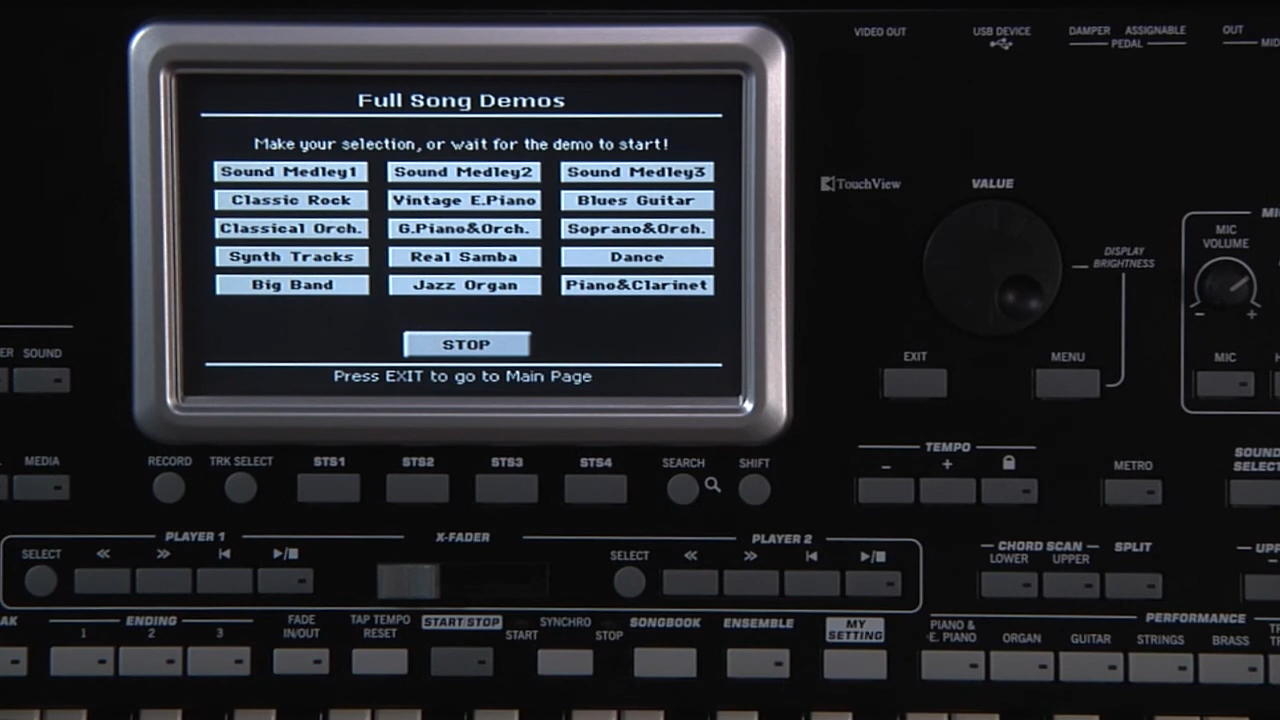 VIDEO OUT
USB DEVICE
DAMPER ASSIGNABLE
PEDAL
OUT
Full Song Demos
Make your selection, or wait for the demo to start!
Sound Medley1 Sound Medley2 Sound Medley3
Classic Rock Vintage E.Piano Blues Guitar
Classical Orch. G.Piano&Orch. Soprano&Orch.
Synth Tracks Real Samba Dance
Big Band Jazz Organ Piano&Clarinet
STOP
Press EXIT to go to Main Page
TouchView
VALUE
DISPLAY
BRIGHTNESS
MIC
VOLUME
- +
EXIT
MENU
MIC
SOUND
MEDIA
RECORD
TRK SELECT
STS1
STS2
STS3
STS4
SEARCH
SHIFT
TEMPO
- +
METRO
SOUND
SELECT
PLAYER 1
X-FADER
PLAYER 2
SELECT
SELECT
CHORD SCAN
LOWER UPPER
SPLIT
ENDING
1 2 3
FADE
IN/OUT
TAP TEMPO
RESET
START/STOP
SYNCHRO
START STOP
SONGBOOK
ENSEMBLE
MY
SETTING
PERFORMANCE
PIANO &
E. PIANO
ORGAN
GUITAR
STRINGS
BRASS